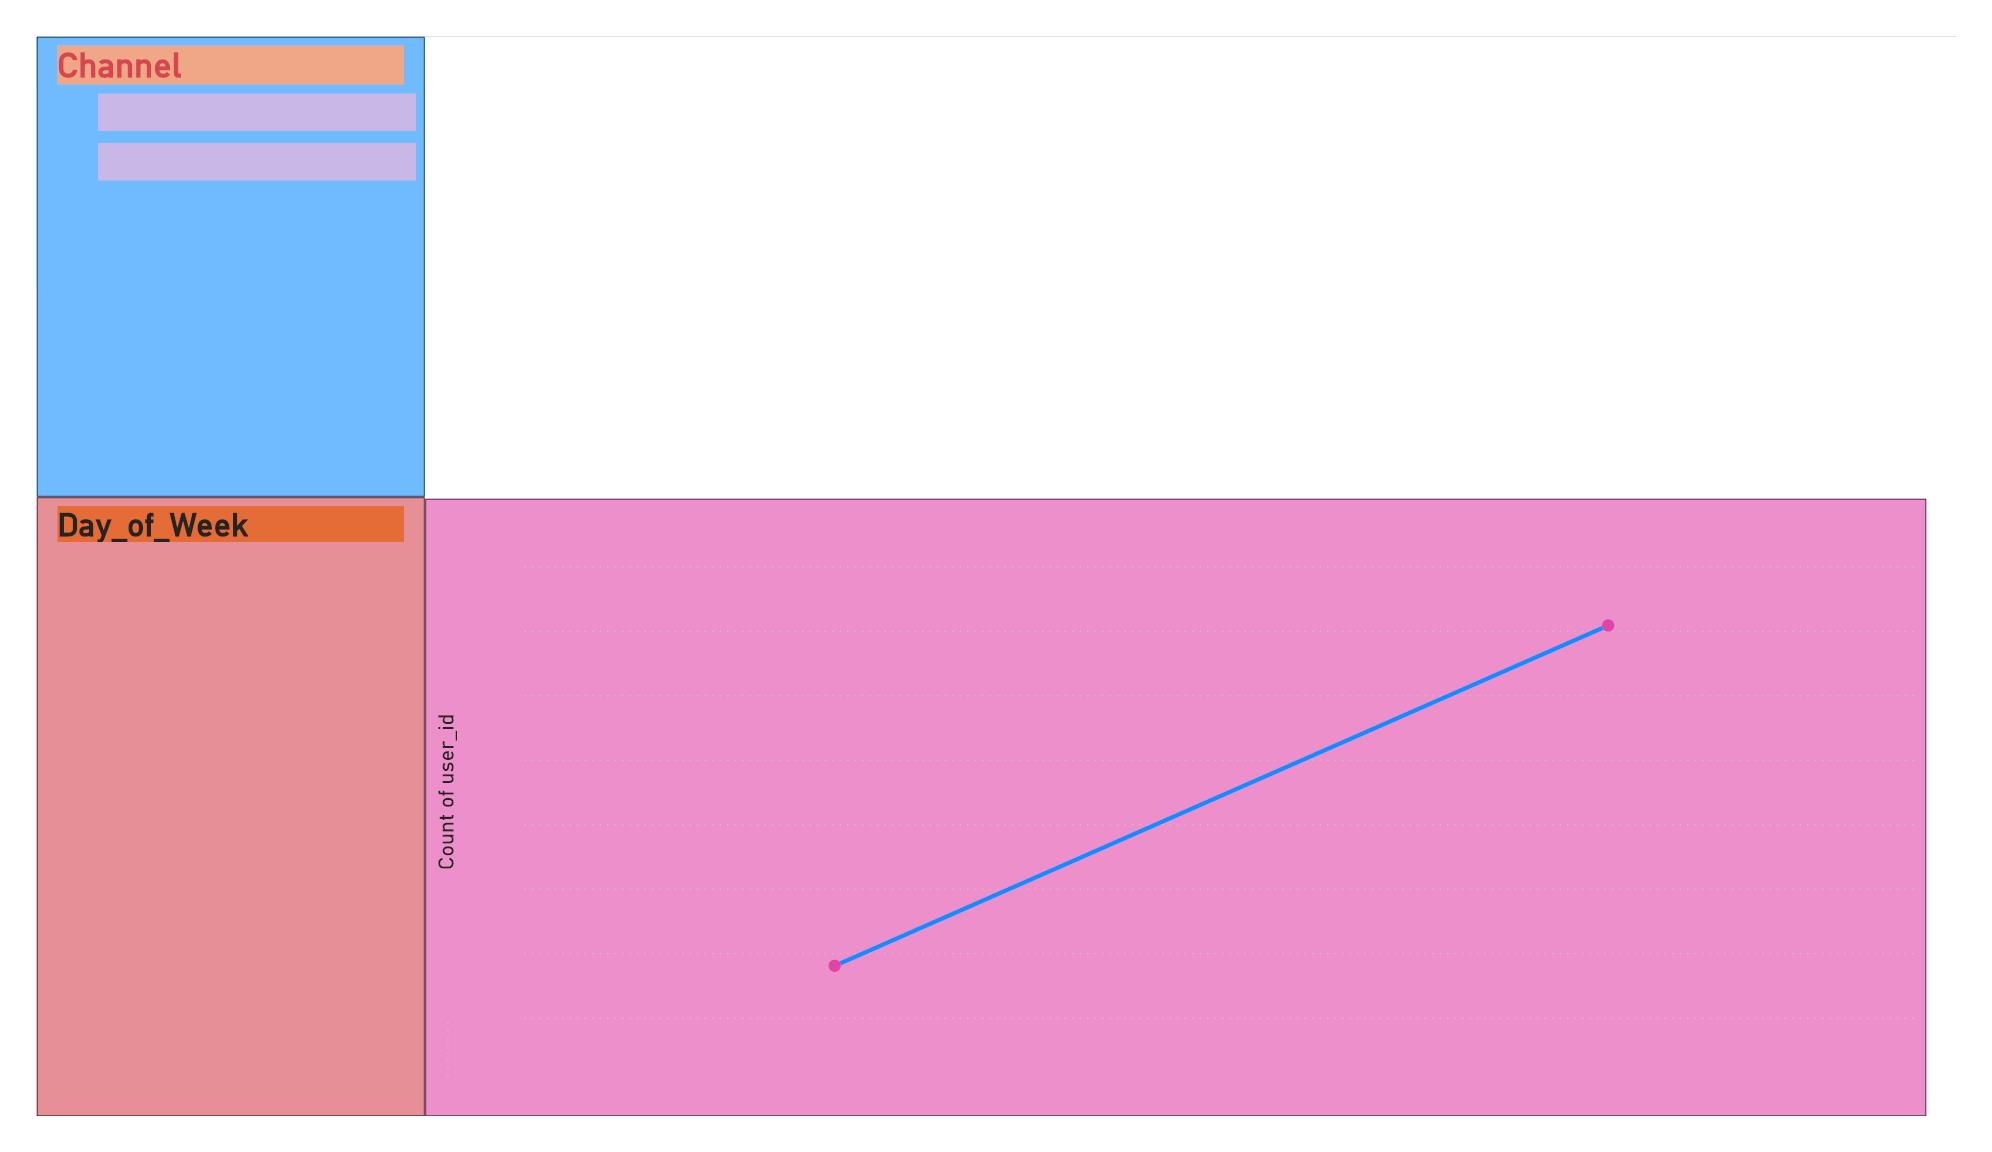 Channel
Day_of_Week
Count of user_id